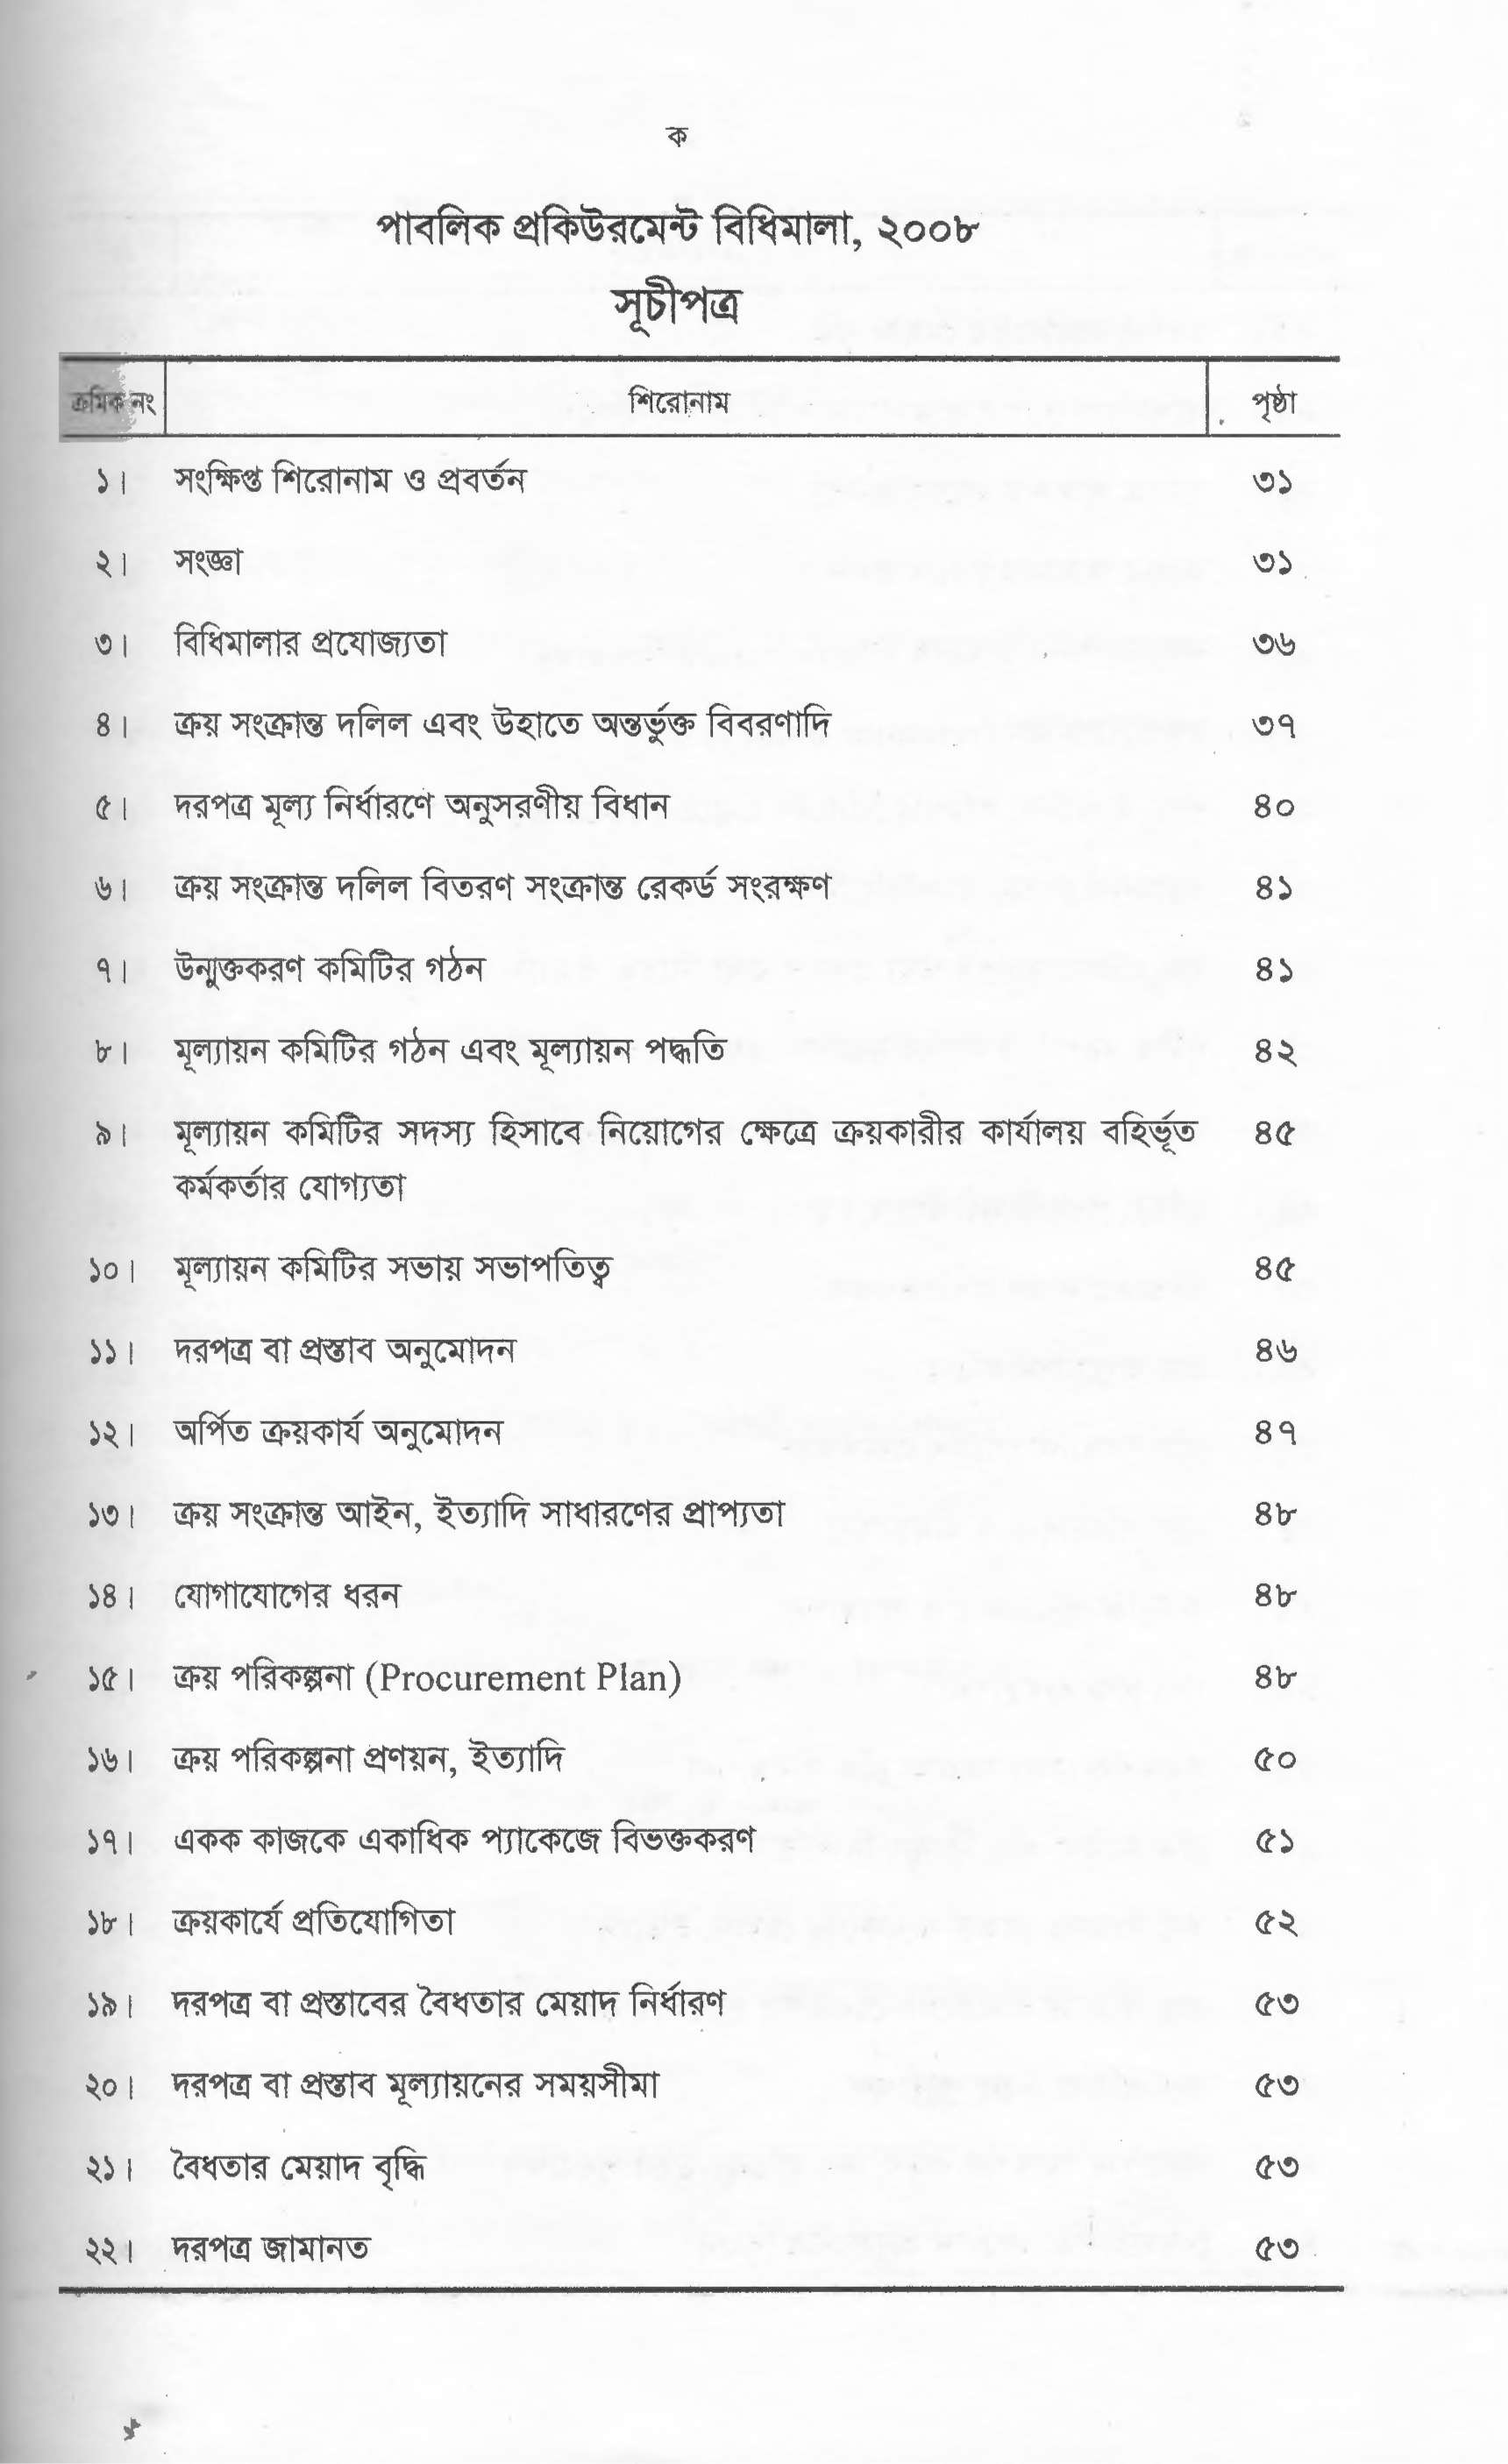 ক
পাবলিক প্রকিউরমেন্ট বিধিমালা, ২০০৮
সূচীপত্র
ক্রমিক নং শিরোনাম পৃষ্ঠা
১। সংক্ষিপ্ত শিরোনাম ও প্রবর্তন ৩১
২। সংজ্ঞা ৩১
৩। বিধিমালার প্রযোজ্যতা ৩৬
৪। ক্রয় সংক্রান্ত দলিল এবং উহাতে অন্তর্ভুক্ত বিবরণাদি ৩৭
৫। দরপত্র মূল্য নির্ধারণে অনুসরণীয় বিধান ৪০
৬। ক্রয় সংক্রান্ত দলিল বিতরণ সংক্রান্ত রেকর্ড সংরক্ষণ ৪১
৭। উন্মুক্তকরণ কমিটির গঠন ৪১
৮। মূল্যায়ন কমিটির গঠন এবং মূল্যায়ন পদ্ধতি ৪২
৯। মূল্যায়ন কমিটির সদস্য হিসাবে নিয়োগের ক্ষেত্রে ক্রয়কারীর কার্যালয় বহির্ভূত ৪৫
কর্মকর্তার যোগ্যতা
১০। মূল্যায়ন কমিটির সভায় সভাপতিত্ব ৪৫
১১। দরপত্র বা প্রস্তাব অনুমোদন ৪৬
১২। অর্পিত ক্রয়কার্য অনুমোদন ৪৭
১৩। ক্রয় সংক্রান্ত আইন, ইত্যাদি সাধারণের প্রাপ্যতা ৪৮
১৪। যোগাযোগের ধরন ৪৮
১৫। ক্রয় পরিকল্পনা (Procurement Plan) ৪৮
১৬। ক্রয় পরিকল্পনা প্রণয়ন, ইত্যাদি ৫০
১৭। একক কাজকে একাধিক প্যাকেজে বিভক্তকরণ ৫১
১৮। ক্রয়কার্যে প্রতিযোগিতা ৫২
১৯। দরপত্র বা প্রস্তাবের বৈধতার মেয়াদ নির্ধারণ ৫৩
২০। দরপত্র বা প্রস্তাব মূল্যায়নের সময়সীমা ৫৩
২১। বৈধতার মেয়াদ বৃদ্ধি ৫৩
২২। দরপত্র জামানত ৫৩